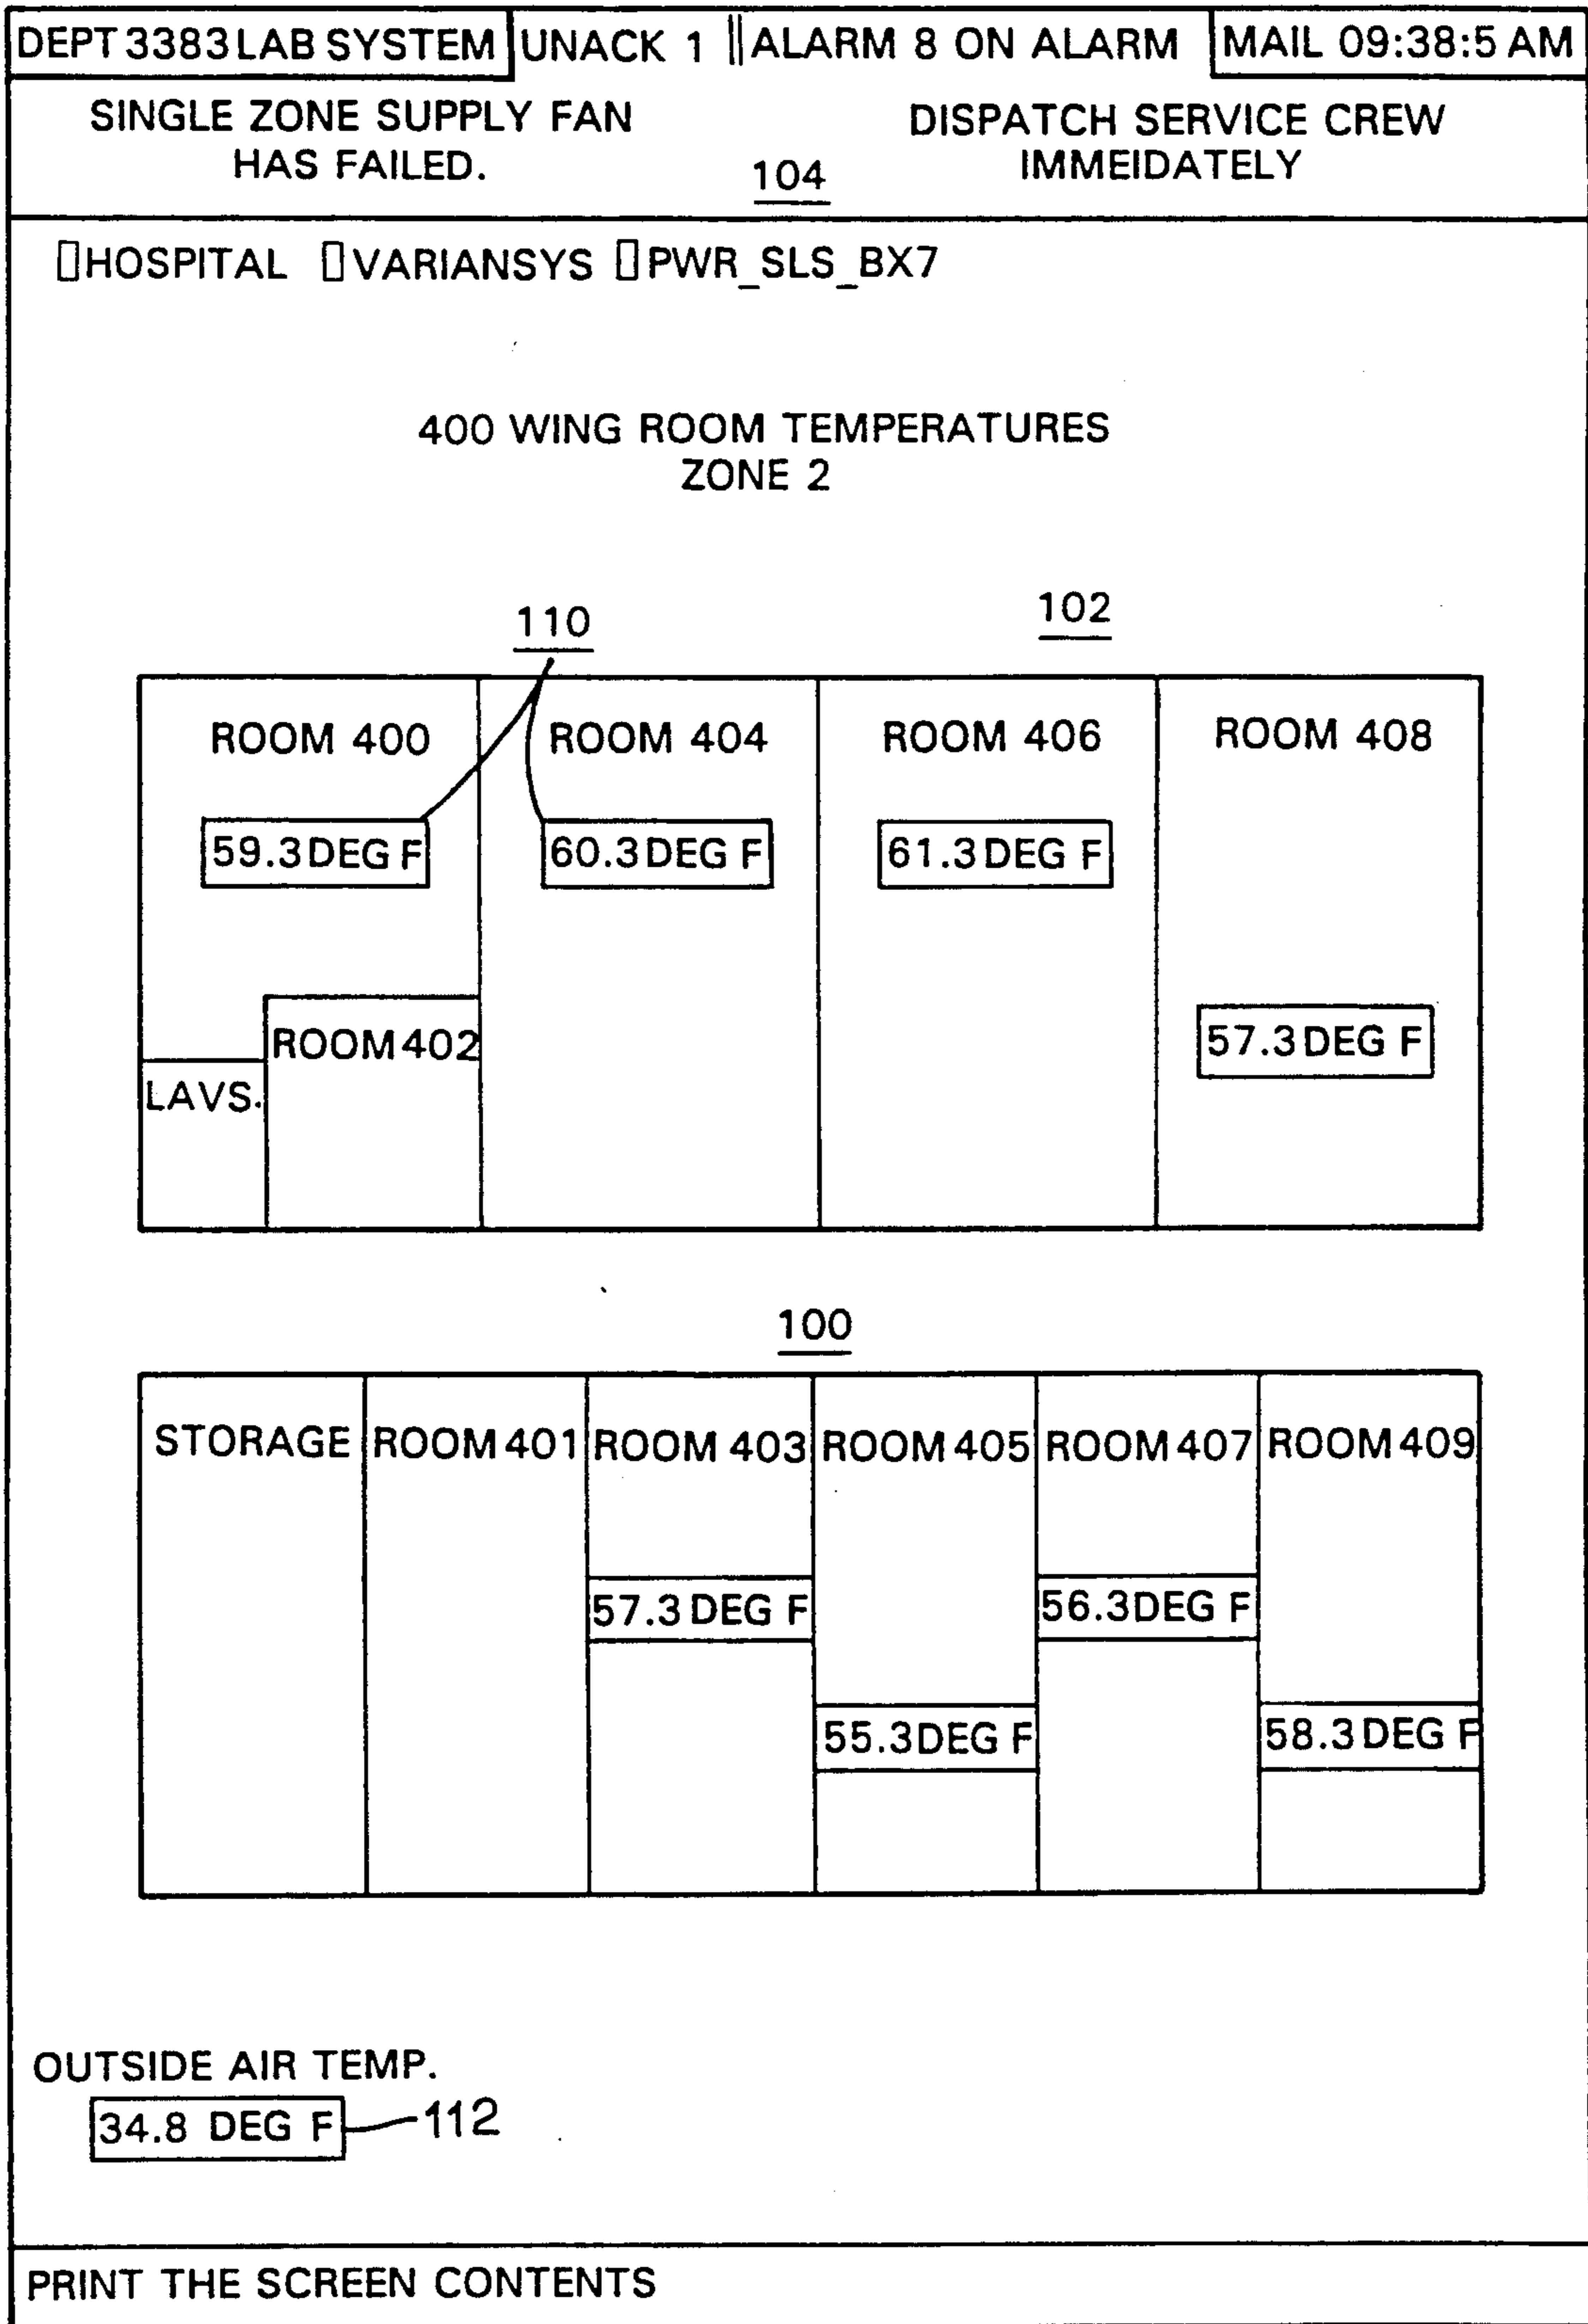 DEPT 3383 LAB SYSTEM UNACK 1 ‖ ALARM 8 ON ALARM MAIL 09:38:5 AM
SINGLE ZONE SUPPLY FAN
HAS FAILED.
104
DISPATCH SERVICE CREW
IMMEIDATELY
▯HOSPITAL ▯VARIANSYS ▯PWR_SLS_BX7
400 WING ROOM TEMPERATURES
ZONE 2
110
102
ROOM 400 ROOM 404 ROOM 406 ROOM 408
59.3 DEG F 60.3 DEG F 61.3 DEG F
57.3 DEG F
ROOM 402
LAVS.
100
STORAGE ROOM 401 ROOM 403 ROOM 405 ROOM 407 ROOM 409
57.3 DEG F 56.3 DEG F
55.3 DEG F 58.3 DEG F
OUTSIDE AIR TEMP.
34.8 DEG F 112
PRINT THE SCREEN CONTENTS